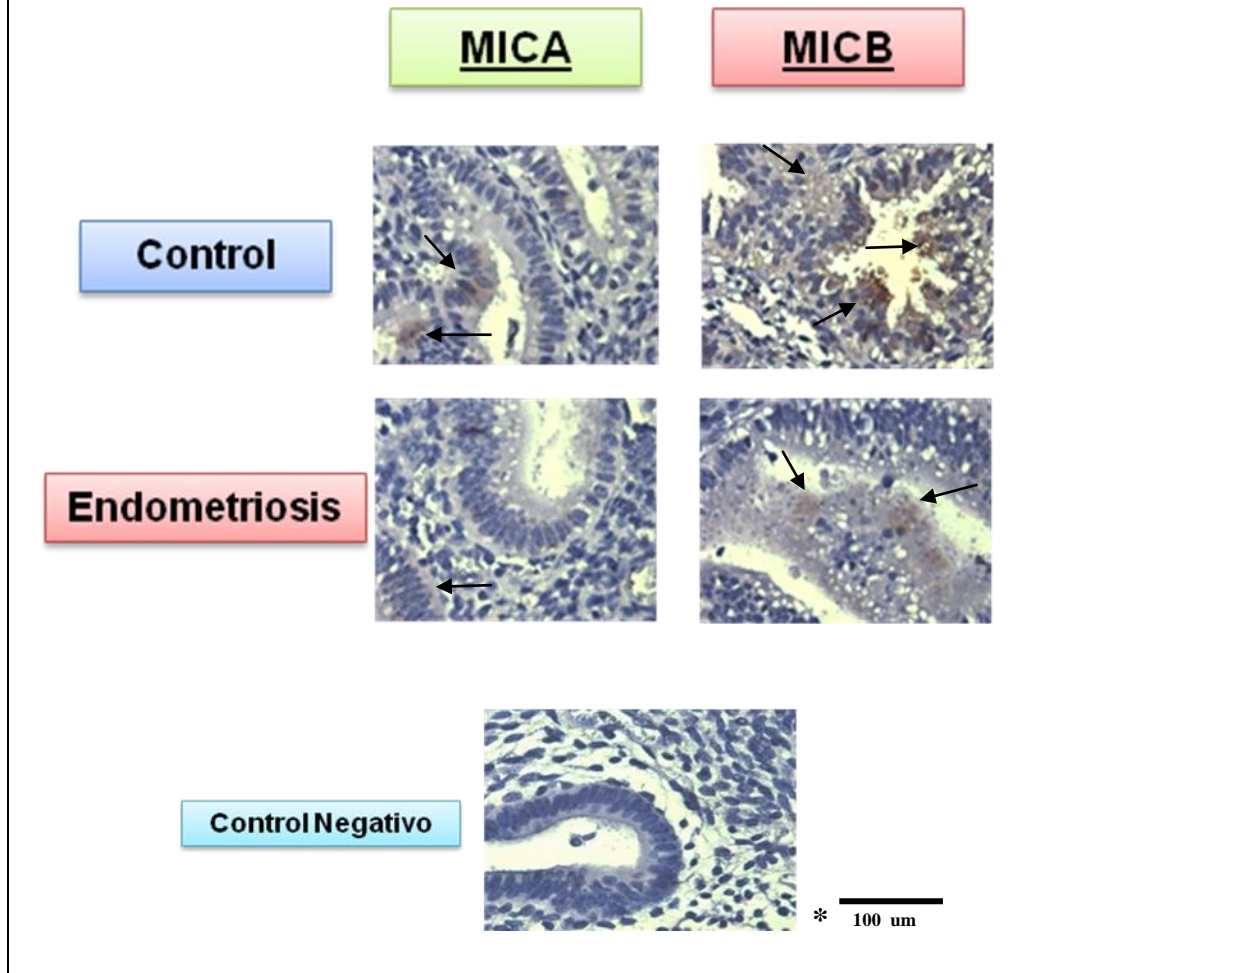 MICA
MICB
Control
Endometriosis
Control Negativo
* 100 um